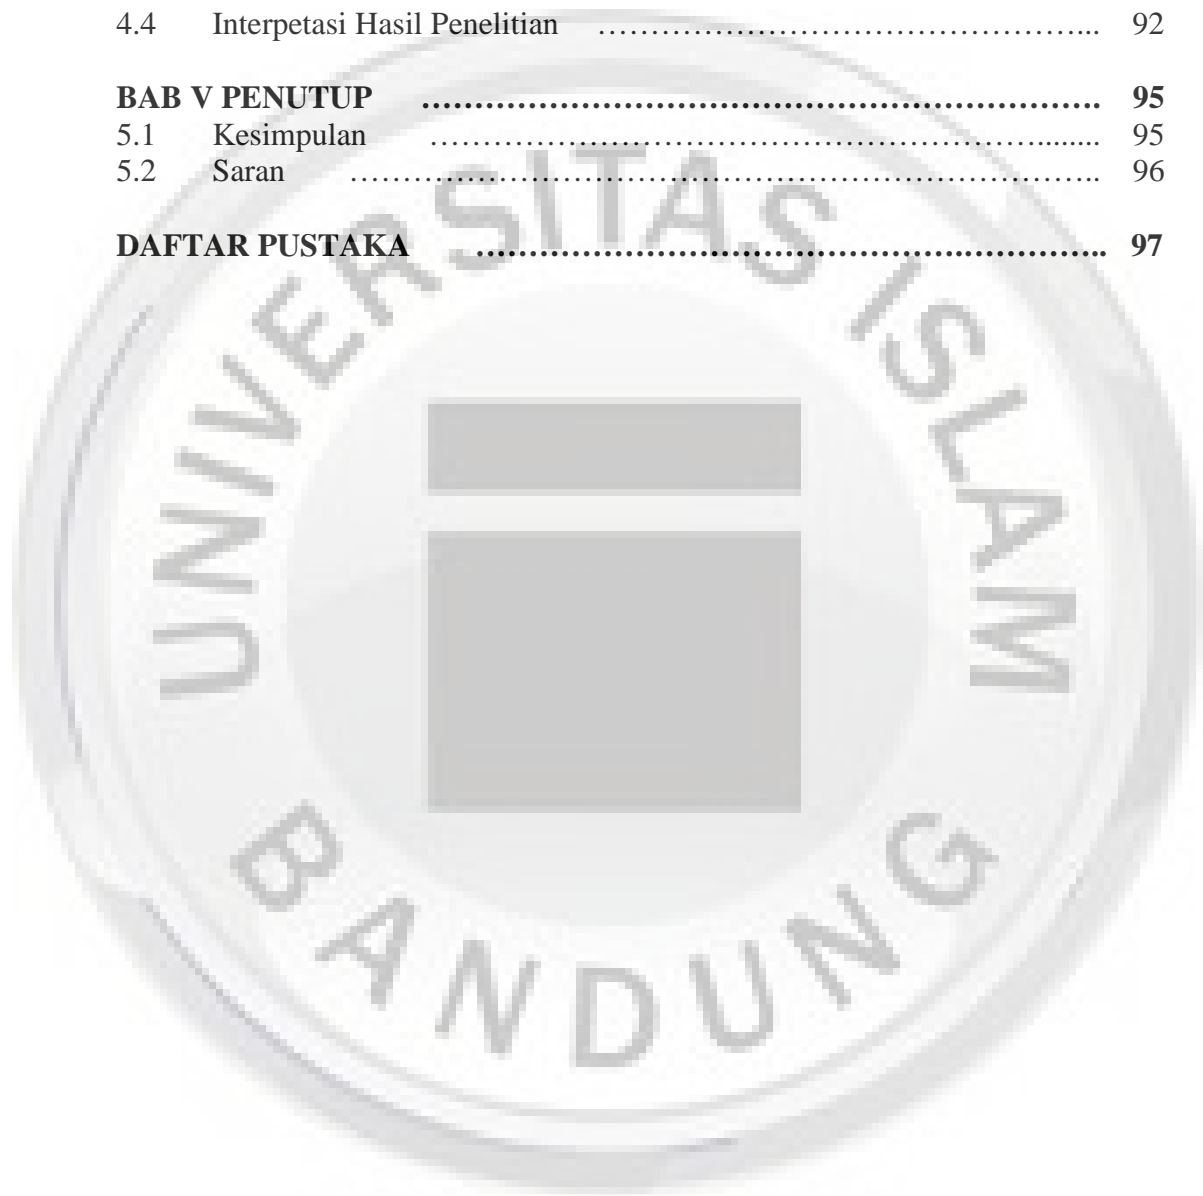 4.4 Interpetasi Hasil Penelitian ………………………………………... 92
BAB V PENUTUP …………………………………………………………. 95
5.1 Kesimpulan ……………………………………………………........ 95
5.2 Saran ……………………………………………………………….. 96
DAFTAR PUSTAKA …………………………………………………….. 97
UNIVERSITAS ISLAM
BANDUNG